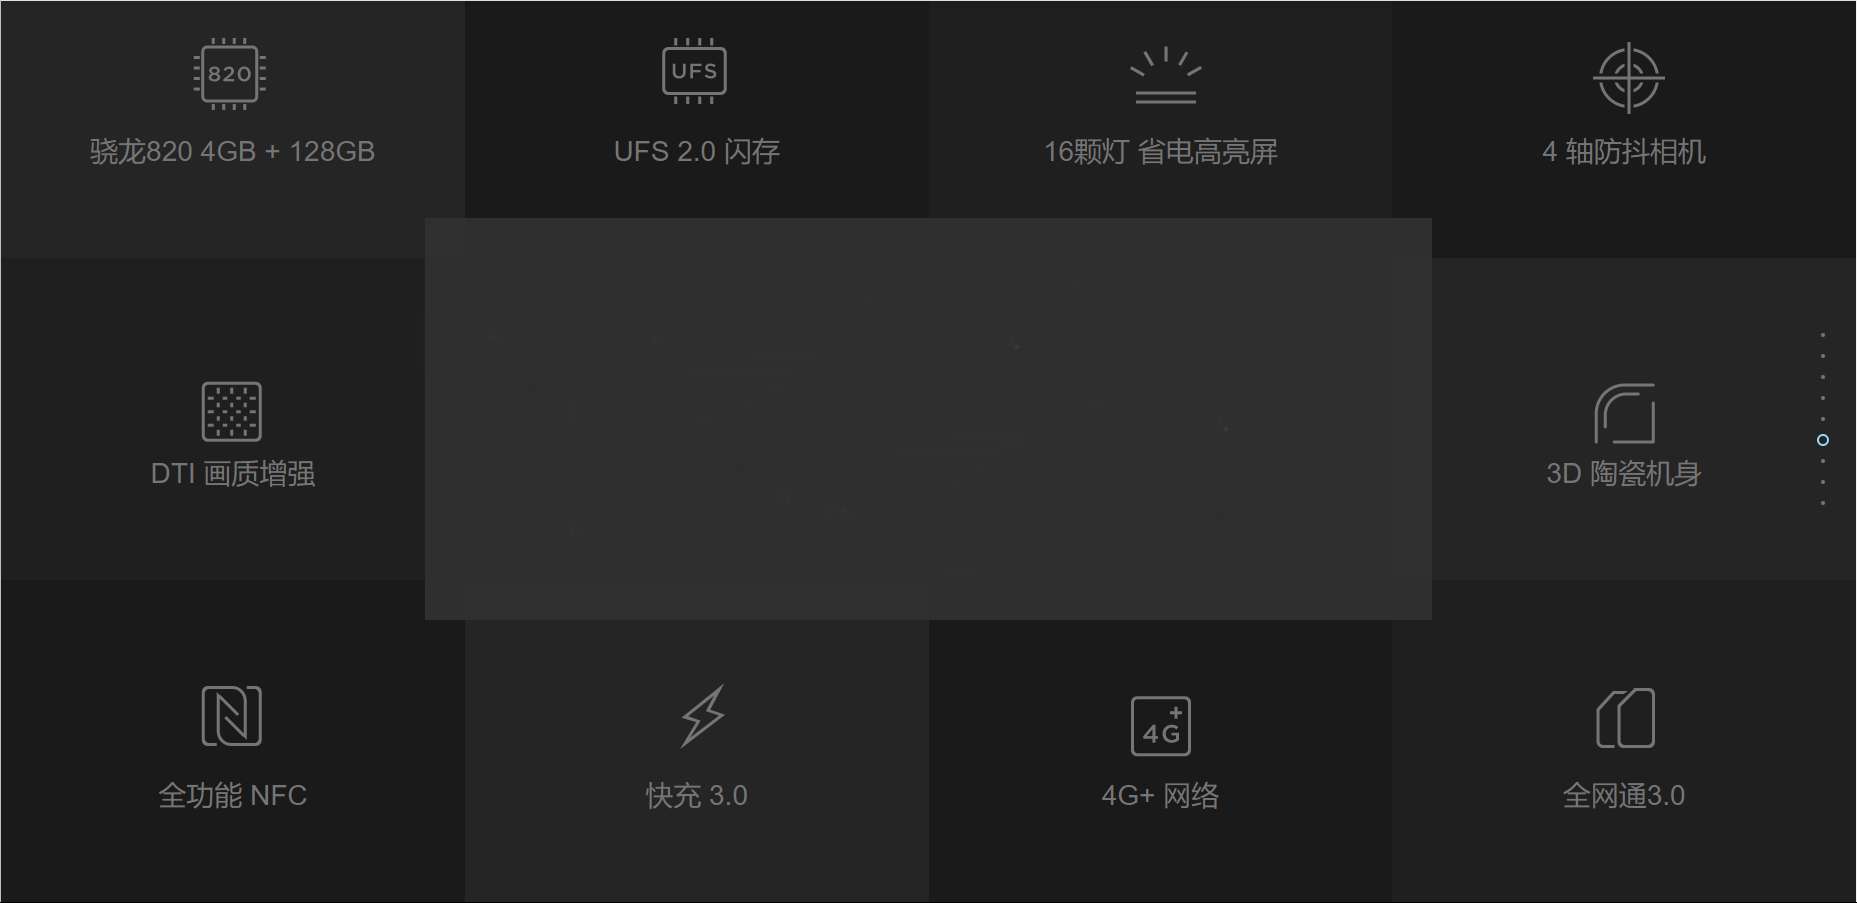 820
UFS
骁龙820 4GB + 128GB
UFS 2.0 闪存
16颗灯 省电高亮屏
4 轴防抖相机
DTI 画质增强
3D 陶瓷机身
4G+
全功能 NFC
快充 3.0
4G+ 网络
全网通3.0